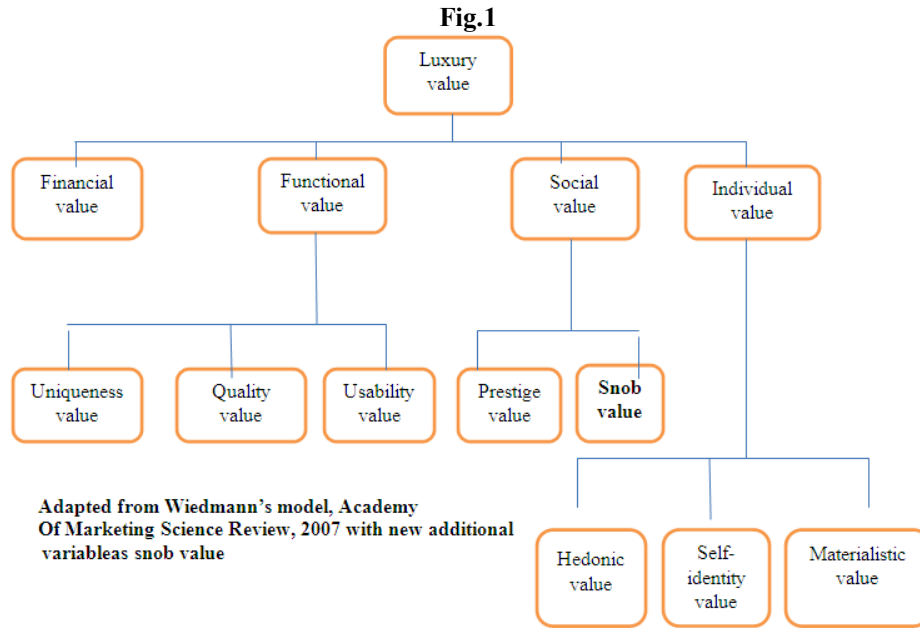 Fig.1
Luxury
value
Financial
value
Functional
value
Social
value
Individual
value
Uniqueness
value
Quality
value
Usability
value
Prestige
value
Snob
value
Adapted from Wiedmann's model, Academy
Of Marketing Science Review, 2007 with new additional
variableas snob value
Hedonic
value
Self-
identity
value
Materialistic
value